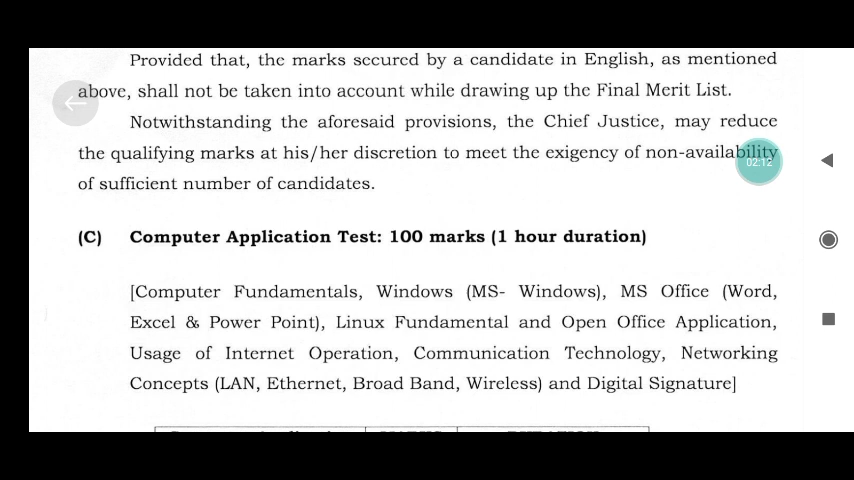 Provided that, the marks secured by a candidate in English, as mentioned
above, shall not be taken into account while drawing up the Final Merit List.
Notwithstanding the aforesaid provisions, the Chief Justice, may reduce
the qualifying marks at his/her discretion to meet the exigency of non-availability
02:12
of sufficient number of candidates.
(C) Computer Application Test: 100 marks (1 hour duration)
[Computer Fundamentals, Windows (MS- Windows), MS Office (Word,
Excel & Power Point), Linux Fundamental and Open Office Application,
Usage of Internet Operation, Communication Technology, Networking
Concepts (LAN, Ethernet, Broad Band, Wireless) and Digital Signature]